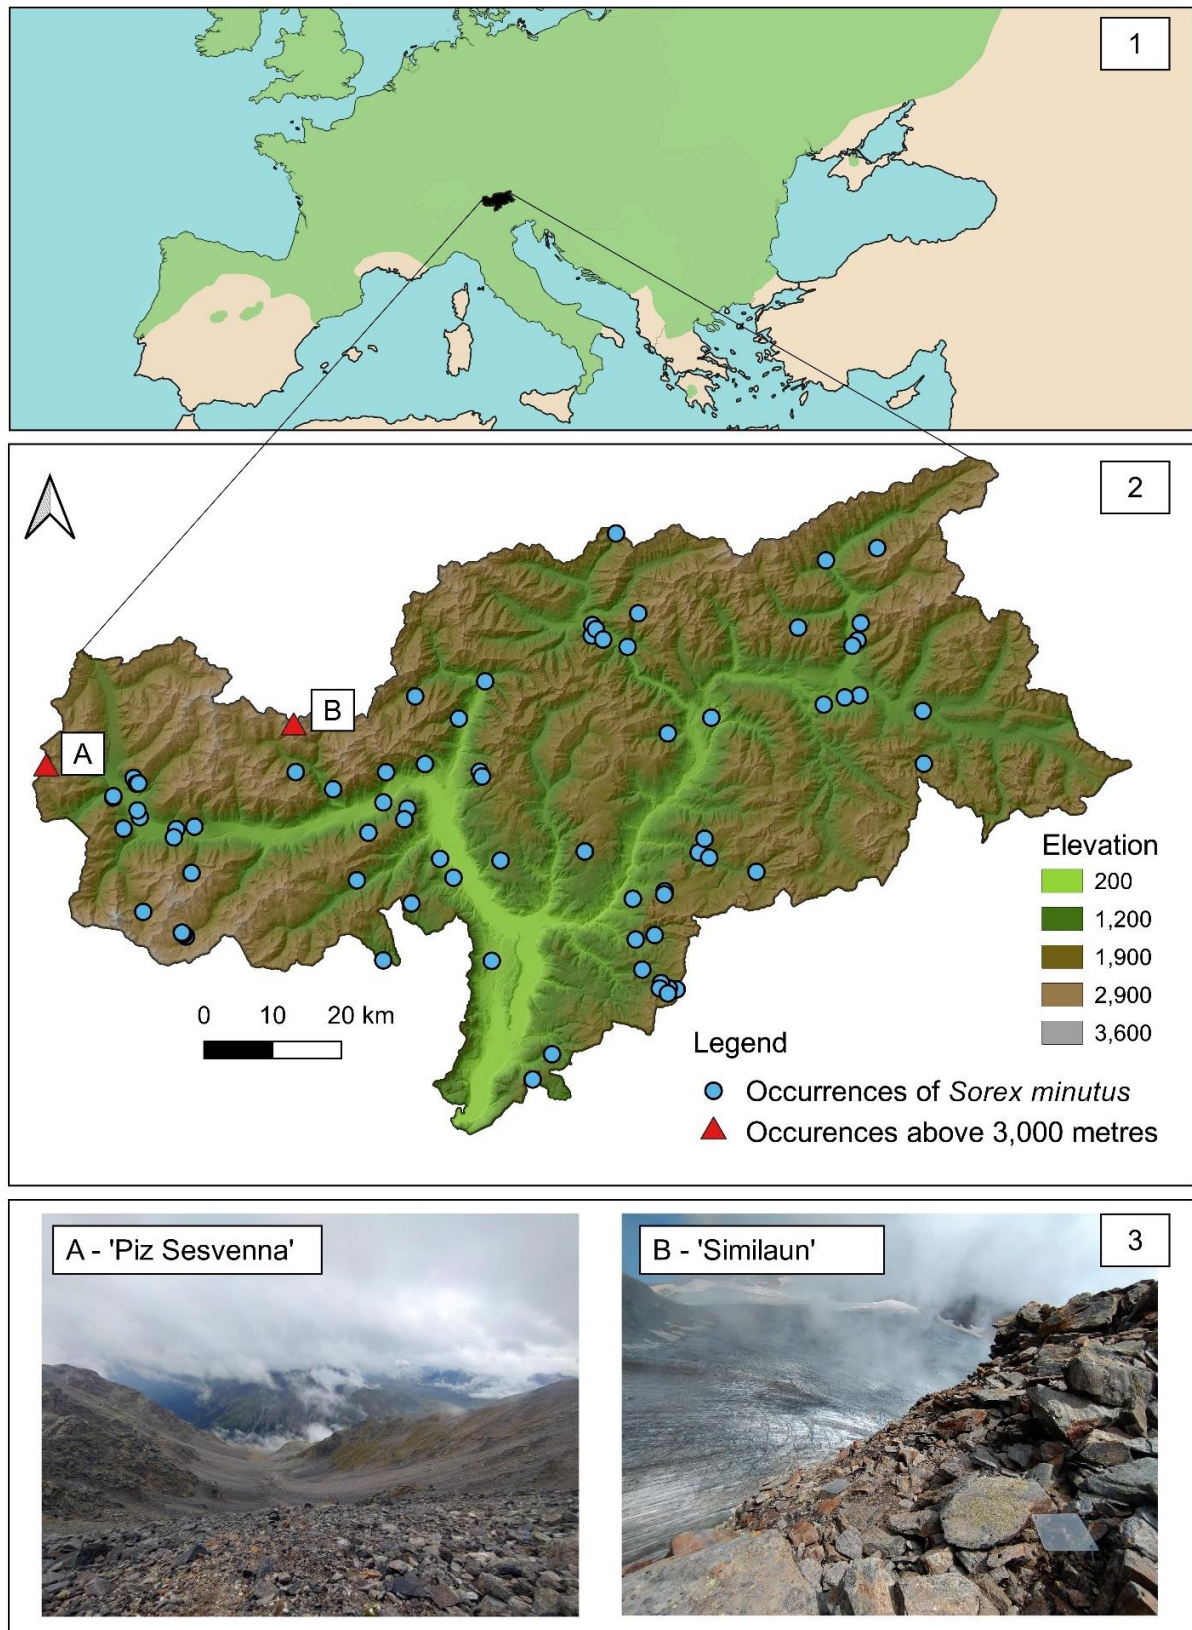 1
2
A
B
Elevation
200
1,200
1,900
2,900
3,600
0 10 20 km
Legend
Occurrences of Sorex minutus
Occurences above 3,000 metres
A - 'Piz Sesvenna'
B - 'Similaun'
3